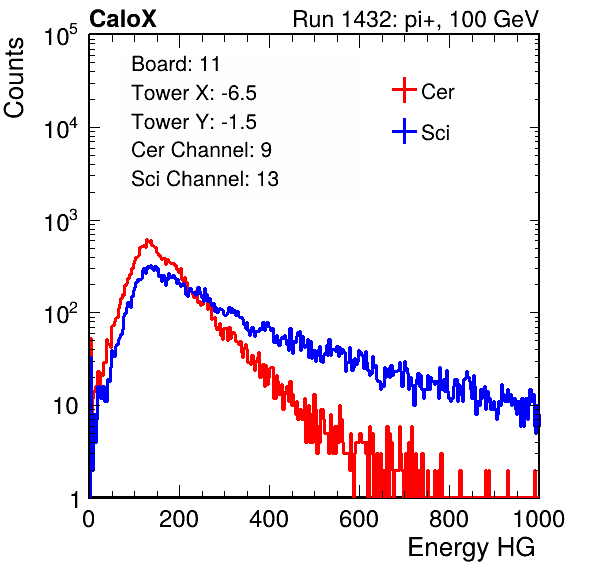 CaloX Run 1432: pi+, 100 GeV
Counts
Board: 11
Tower X: -6.5
Tower Y: -1.5
Cer Channel: 9
Sci Channel: 13
Cer
Sci
10^5
10^4
10^3
10^2
10
1
0 200 400 600 800 1000
Energy HG